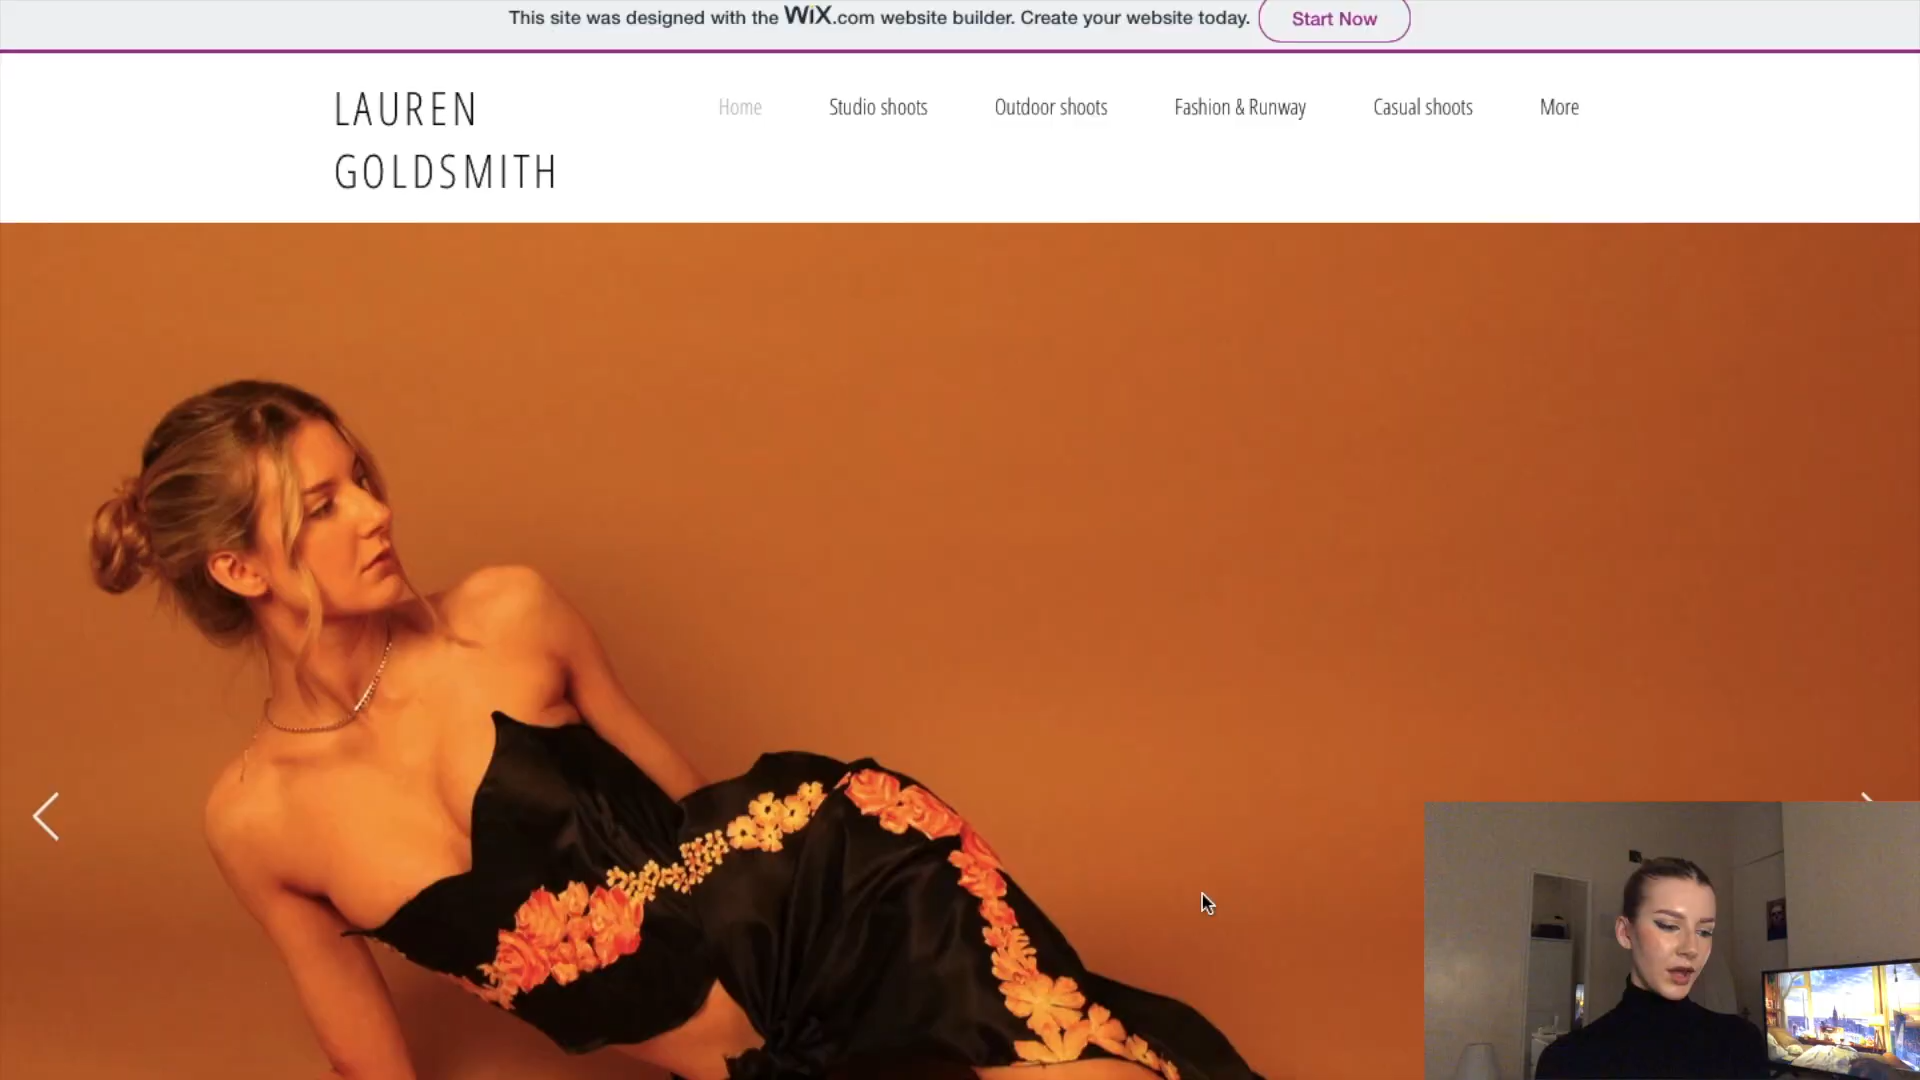 This site was designed with the WiX.com website builder. Create your website today. Start Now
LAUREN
GOLDSMITH
Home Studio shoots Outdoor shoots Fashion & Runway Casual shoots More